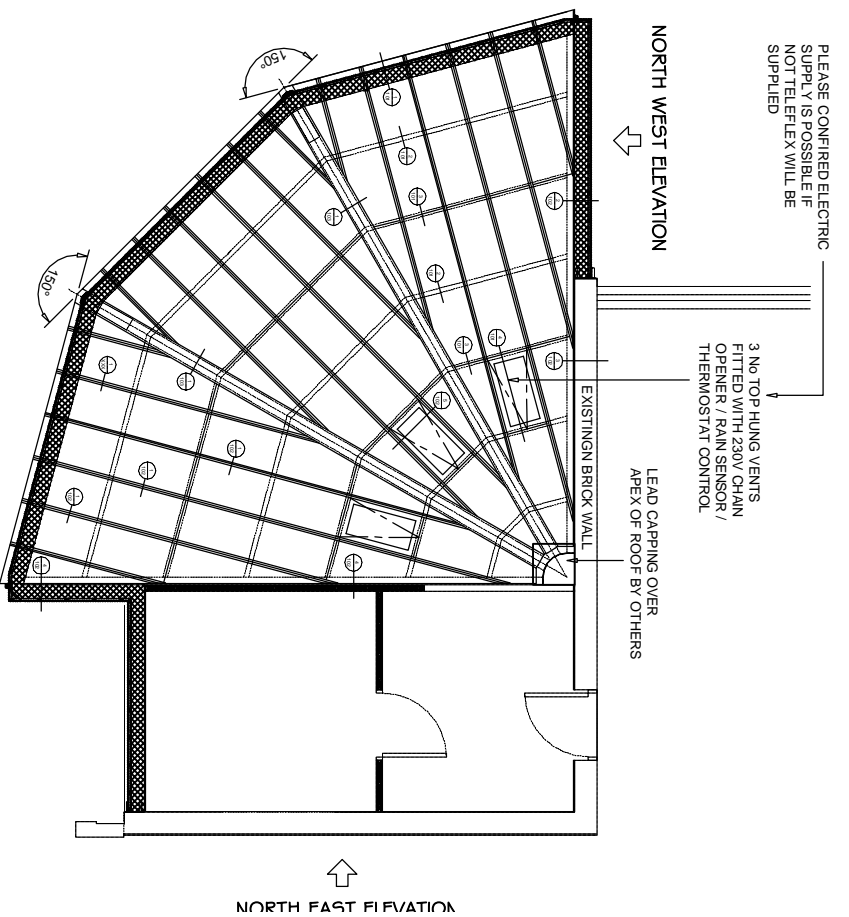 PLEASE CONFIRED ELECTRIC
SUPPLY IS POSSIBLE IF
NOT TELEFLEX WILL BE
SUPPLIED
NORTH WEST ELEVATION
3 No TOP HUNG VENTS
FITTED WITH 230V CHAIN
OPENER / RAIN SENSOR /
THERMOSTAT CONTROL
EXISTINGN BRICK WALL
LEAD CAPPING OVER
APEX OF ROOF BY OTHERS
150°
150°
NORTH EAST ELEVATION